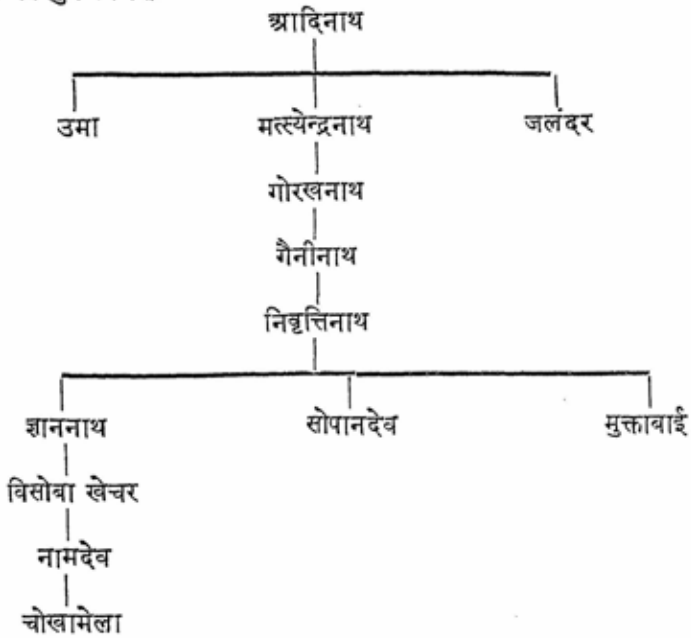 आदिनाथ
उमा मत्स्येन्द्रनाथ जलंदर
गोरखनाथ
गैनीनाथ
निवृत्तिनाथ
ज्ञाननाथ सोपानदेव मुक्ताबाई
विसोबा खेचर
नामदेव
चोखामेला